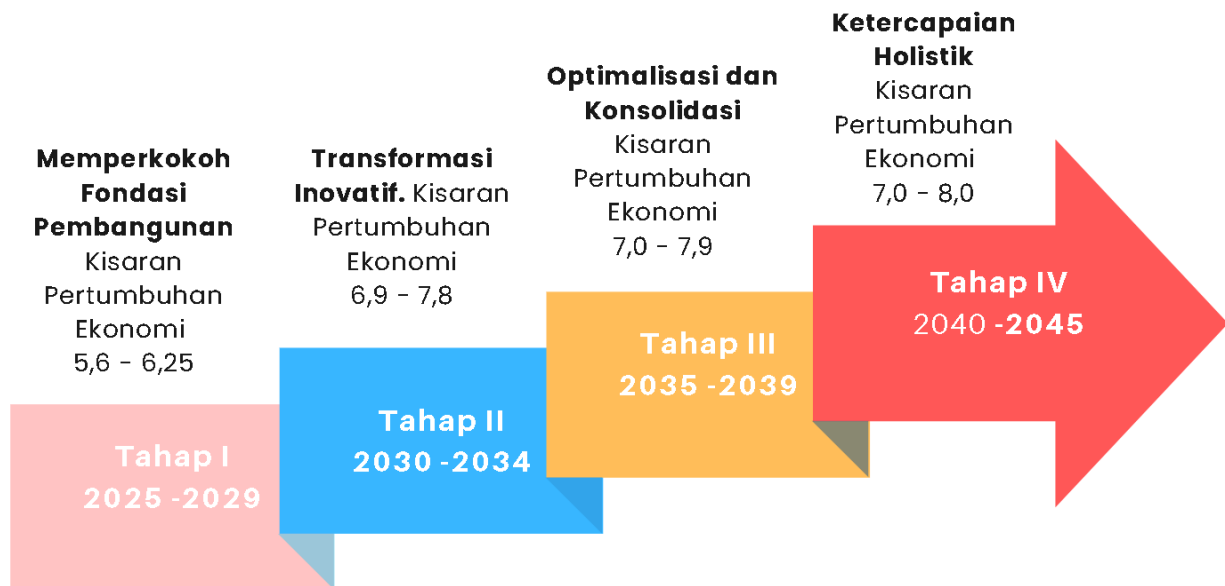 Memperkokoh
Fondasi
Pembangunan
Kisaran
Pertumbuhan
Ekonomi
5,6 - 6,25
Tahap I
2025 -2029
Transformasi
Inovatif. Kisaran
Pertumbuhan
Ekonomi
6,9 - 7,8
Tahap II
2030 -2034
Optimalisasi dan
Konsolidasi
Kisaran
Pertumbuhan
Ekonomi
7,0 - 7,9
Tahap III
2035 -2039
Ketercapaian
Holistik
Kisaran
Pertumbuhan
Ekonomi
7,0 - 8,0
Tahap IV
2040 -2045